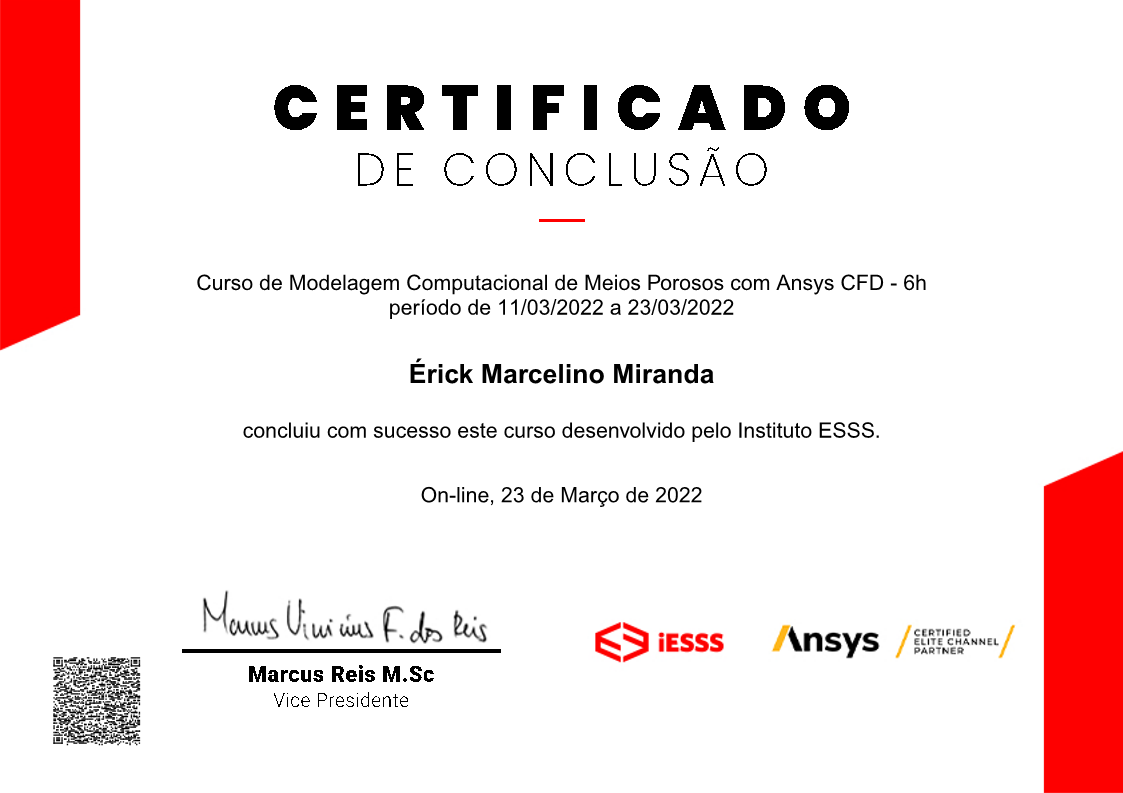 CERTIFICADO
DE CONCLUSÃO
Curso de Modelagem Computacional de Meios Porosos com Ansys CFD - 6h
período de 11/03/2022 a 23/03/2022
Érick Marcelino Miranda
concluiu com sucesso este curso desenvolvido pelo Instituto ESSS.
On-line, 23 de Março de 2022
Marcus Vinicius F. dos Reis
Marcus Reis M.Sc
Vice Presidente
iESSS
Ansys
CERTIFIED
ELITE CHANNEL
PARTNER